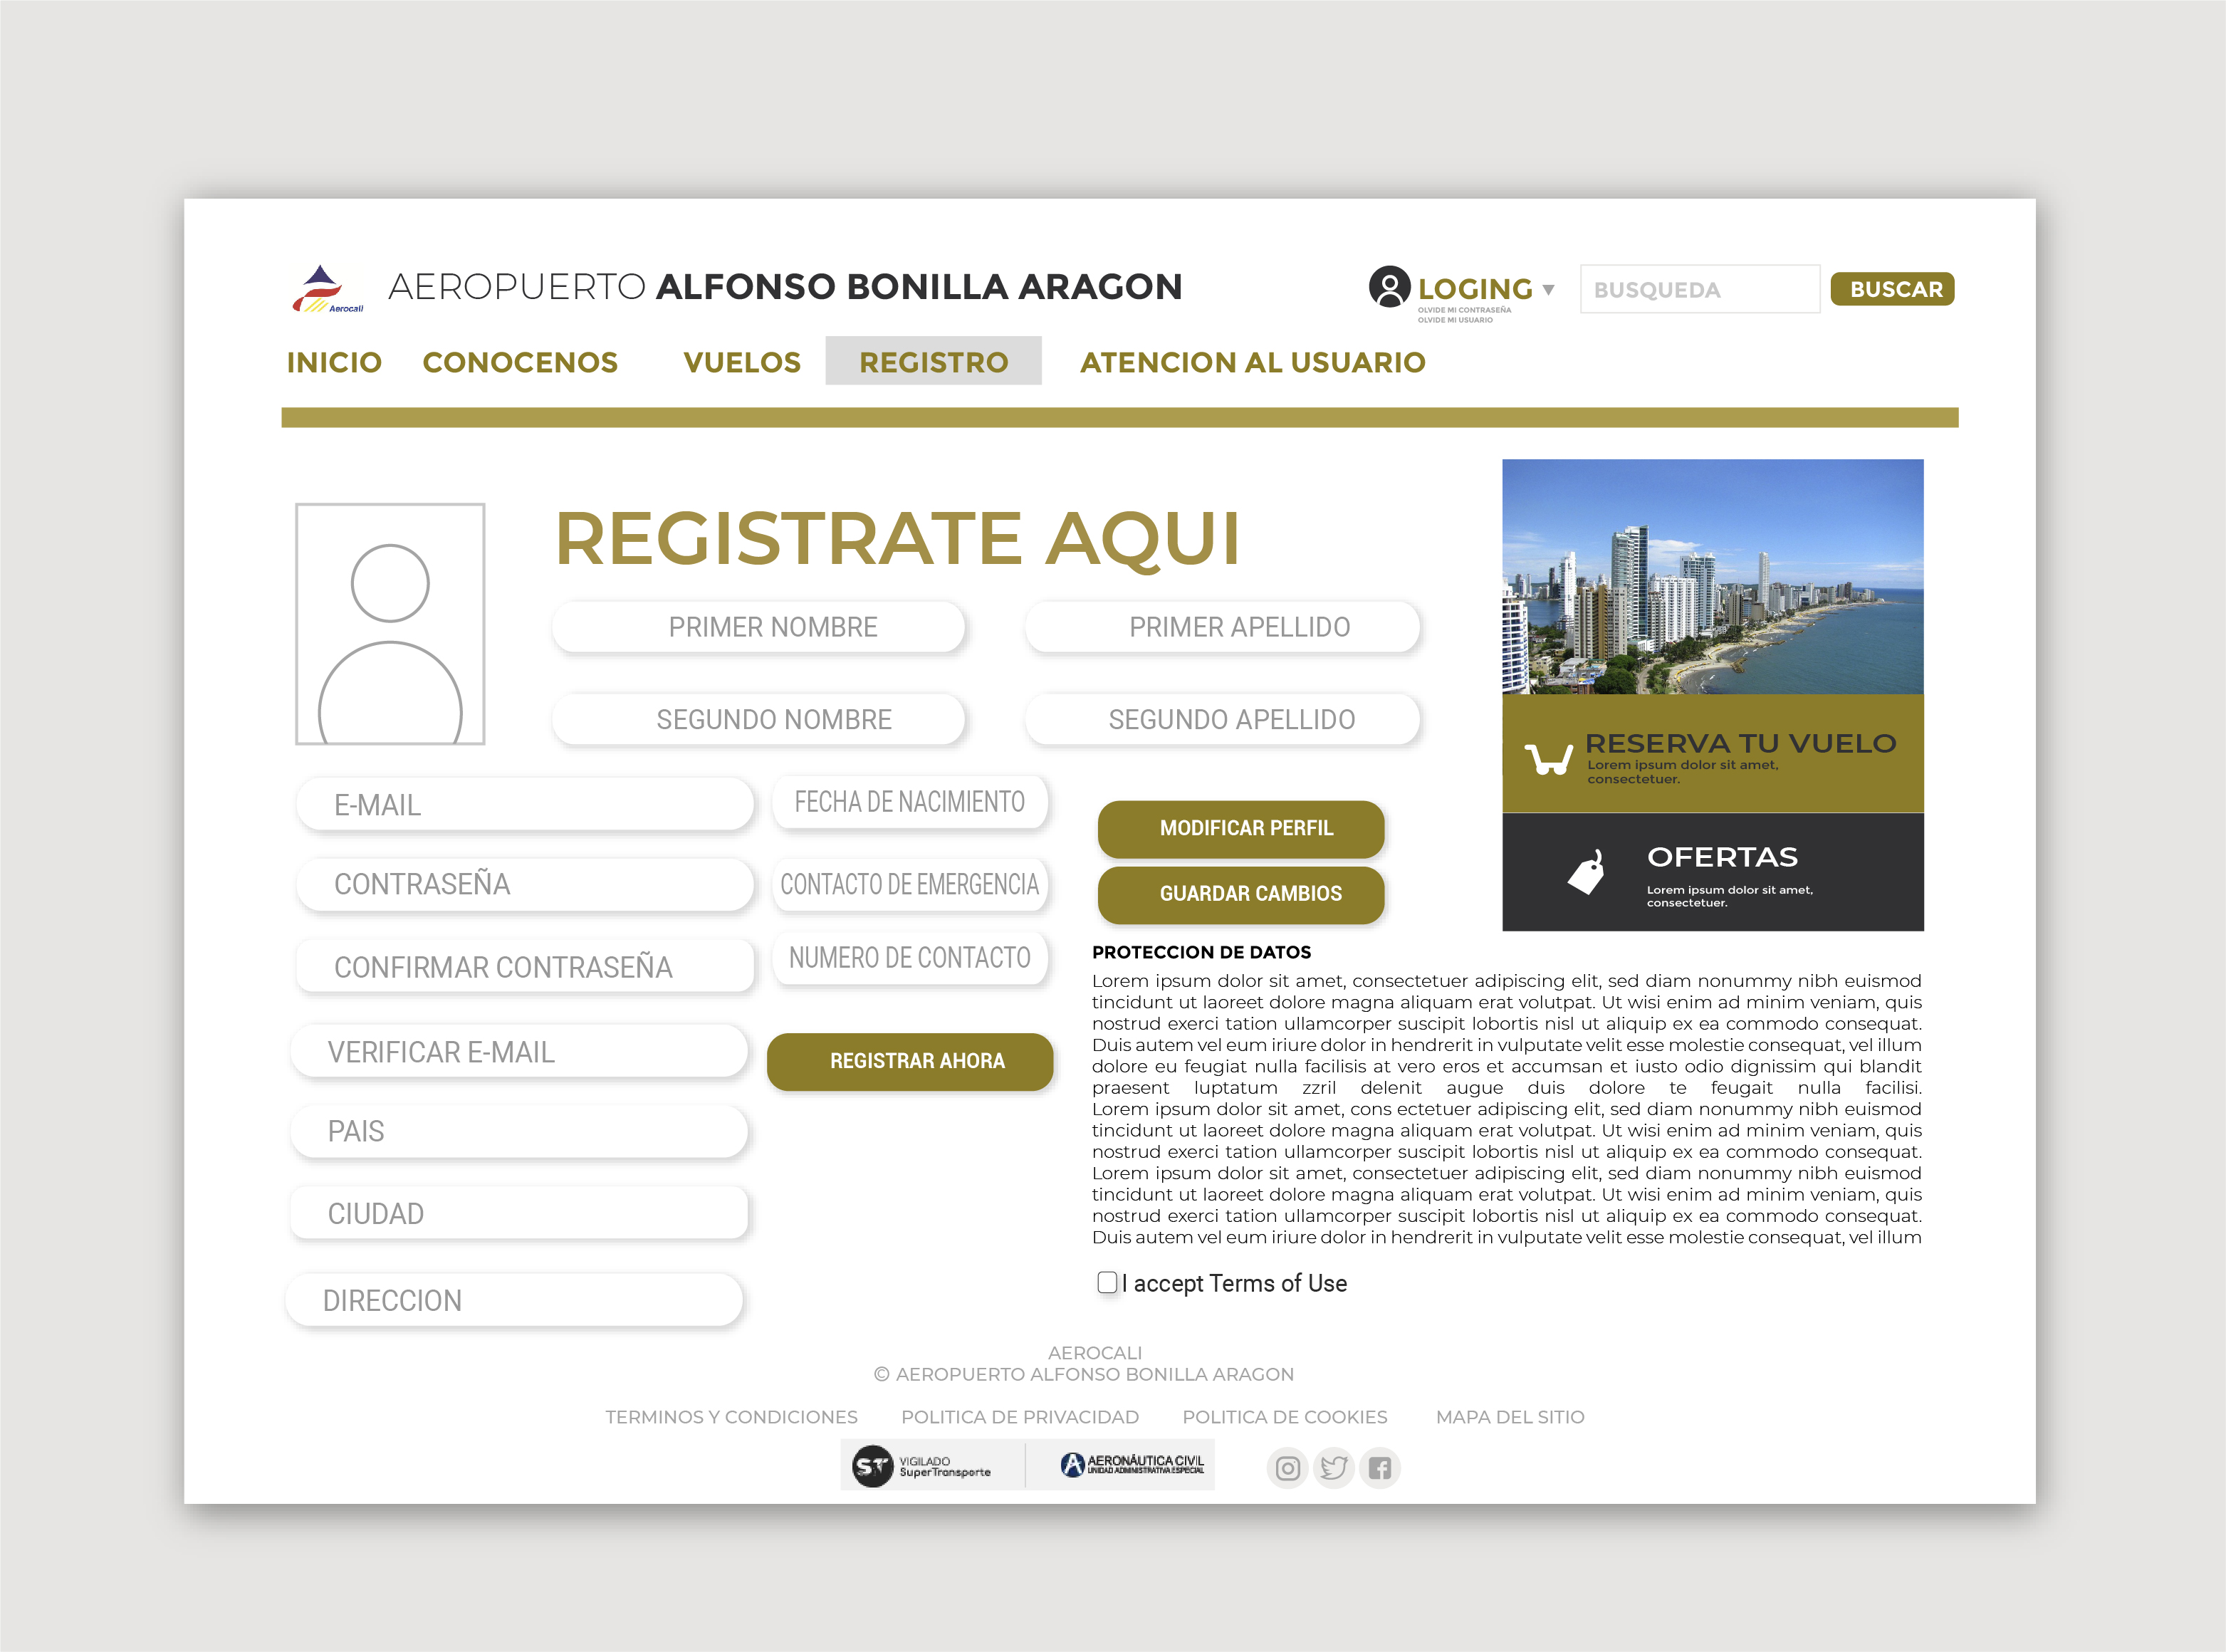 Aerocali
AEROPUERTO ALFONSO BONILLA ARAGON
LOGING
OLVIDE MI CONTRASEÑA
OLVIDE MI USUARIO
BUSQUEDA
BUSCAR
INICIO
CONOCENOS
VUELOS
REGISTRO
ATENCION AL USUARIO
REGISTRATE AQUI
PRIMER NOMBRE
PRIMER APELLIDO
SEGUNDO NOMBRE
SEGUNDO APELLIDO
E-MAIL
CONTRASEÑA
CONFIRMAR CONTRASEÑA
VERIFICAR E-MAIL
PAIS
CIUDAD
DIRECCION
FECHA DE NACIMIENTO
CONTACTO DE EMERGENCIA
NUMERO DE CONTACTO
REGISTRAR AHORA
MODIFICAR PERFIL
GUARDAR CAMBIOS
RESERVA TU VUELO
Lorem ipsum dolor sit amet,
consectetuer.
OFERTAS
Lorem ipsum dolor sit amet,
consectetuer.
PROTECCION DE DATOS
Lorem ipsum dolor sit amet, consectetuer adipiscing elit, sed diam nonummy nibh euismod
tincidunt ut laoreet dolore magna aliquam erat volutpat. Ut wisi enim ad minim veniam, quis
nostrud exerci tation ullamcorper suscipit lobortis nisl ut aliquip ex ea commodo consequat.
Duis autem vel eum iriure dolor in hendrerit in vulputate velit esse molestie consequat, vel illum
dolore eu feugiat nulla facilisis at vero eros et accumsan et iusto odio dignissim qui blandit
praesent luptatum zzril delenit augue duis dolore te feugait nulla facilisi.
Lorem ipsum dolor sit amet, cons ectetuer adipiscing elit, sed diam nonummy nibh euismod
tincidunt ut laoreet dolore magna aliquam erat volutpat. Ut wisi enim ad minim veniam, quis
nostrud exerci tation ullamcorper suscipit lobortis nisl ut aliquip ex ea commodo consequat.
Lorem ipsum dolor sit amet, consectetuer adipiscing elit, sed diam nonummy nibh euismod
tincidunt ut laoreet dolore magna aliquam erat volutpat. Ut wisi enim ad minim veniam, quis
nostrud exerci tation ullamcorper suscipit lobortis nisl ut aliquip ex ea commodo consequat.
Duis autem vel eum iriure dolor in hendrerit in vulputate velit esse molestie consequat, vel illum
I accept Terms of Use
AEROCALI
© AEROPUERTO ALFONSO BONILLA ARAGON
TERMINOS Y CONDICIONES
POLITICA DE PRIVACIDAD
POLITICA DE COOKIES
MAPA DEL SITIO
ST
VIGILADO
SuperTransporte
AERONÁUTICA CIVIL
UNIDAD ADMINISTRATIVA ESPECIAL